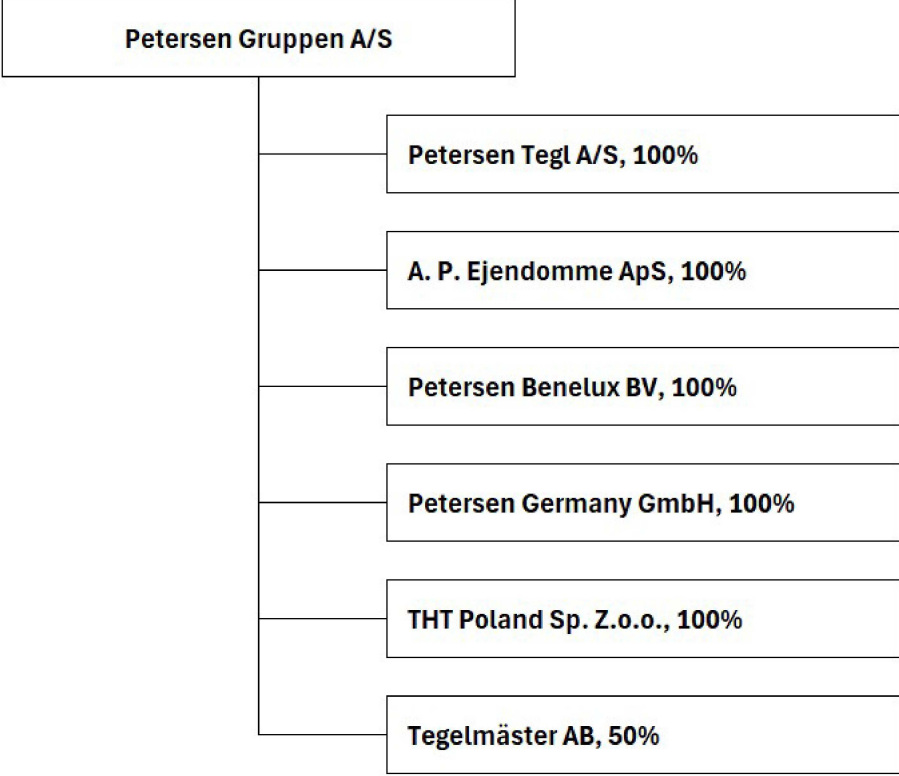 Petersen Gruppen A/S
Petersen Tegl A/S, 100%
A. P. Ejendomme ApS, 100%
Petersen Benelux BV, 100%
Petersen Germany GmbH, 100%
THT Poland Sp. Z.o.o., 100%
Tegelmäster AB, 50%